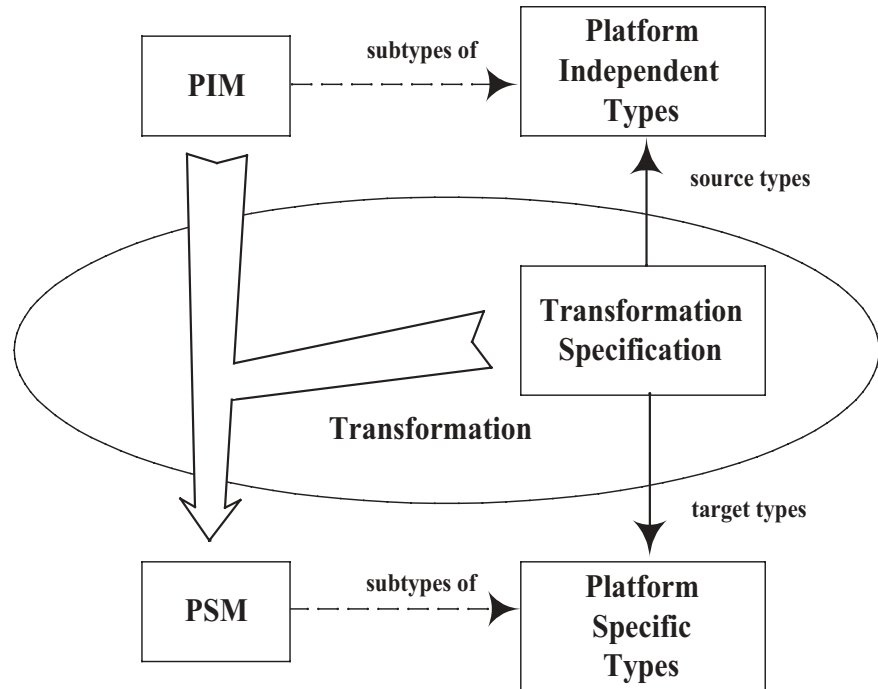 PIM
subtypes of
Platform
Independent
Types
source types
Transformation
Specification
Transformation
target types
PSM
subtypes of
Platform
Specific
Types